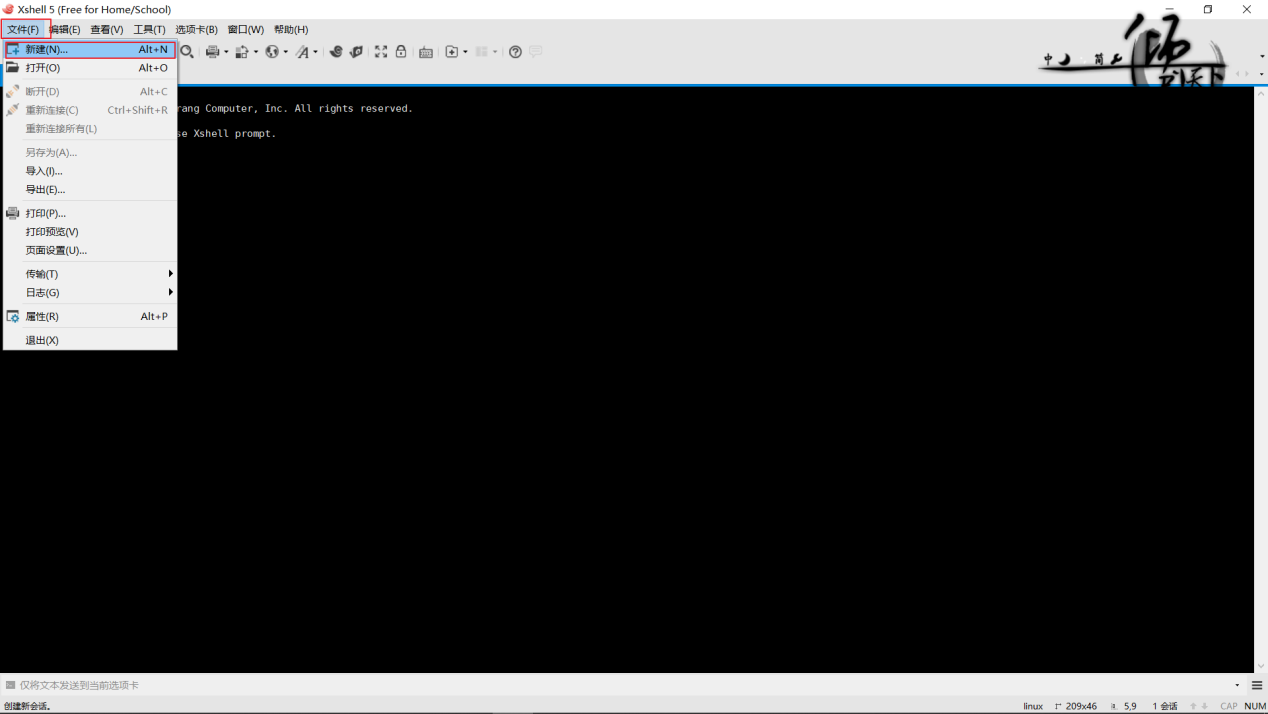 Xshell 5 (Free for Home/School)
文件(F) 编辑(E) 查看(V) 工具(T) 选项卡(B) 窗口(W) 帮助(H)
新建(N)... Alt+N
打开(O) Alt+O
断开(D) Alt+C
重新连接(C) Ctrl+Shift+R
重新连接所有(L)
另存为(A)...
导入(I)...
导出(E)...
打印(P)...
打印预览(V)
页面设置(U)...
传输(T)
日志(G)
属性(R) Alt+P
退出(X)
rang Computer, Inc. All rights reserved.
se Xshell prompt.
中 简
仅将文本发送到当前选项卡
创建新会话。
linux 209x46 5,9 1 会话 CAP NUM